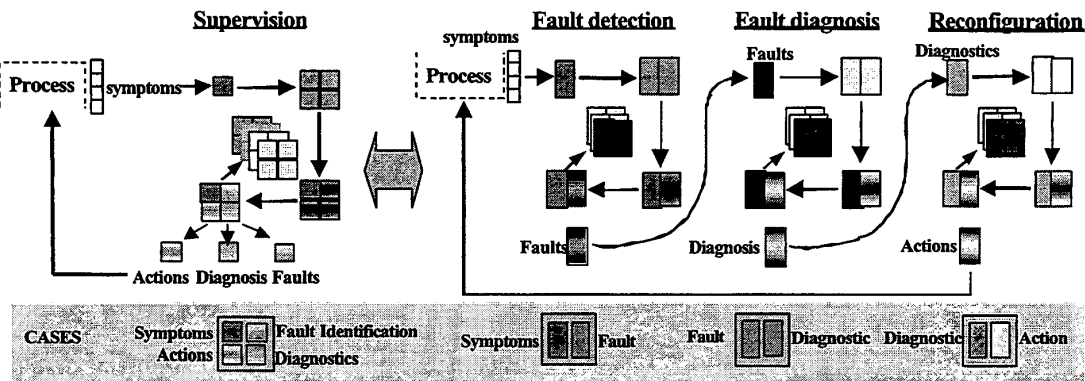 Supervision
Fault detection
Fault diagnosis
Reconfiguration
symptoms
Faults
Diagnostics
Process
symptoms
Process
Faults
Diagnosis
Actions
Actions Diagnosis Faults
CASES
Symptoms
Fault Identification
Actions
Diagnostics
Symptoms
Fault
Fault
Diagnostic
Diagnostic
Action